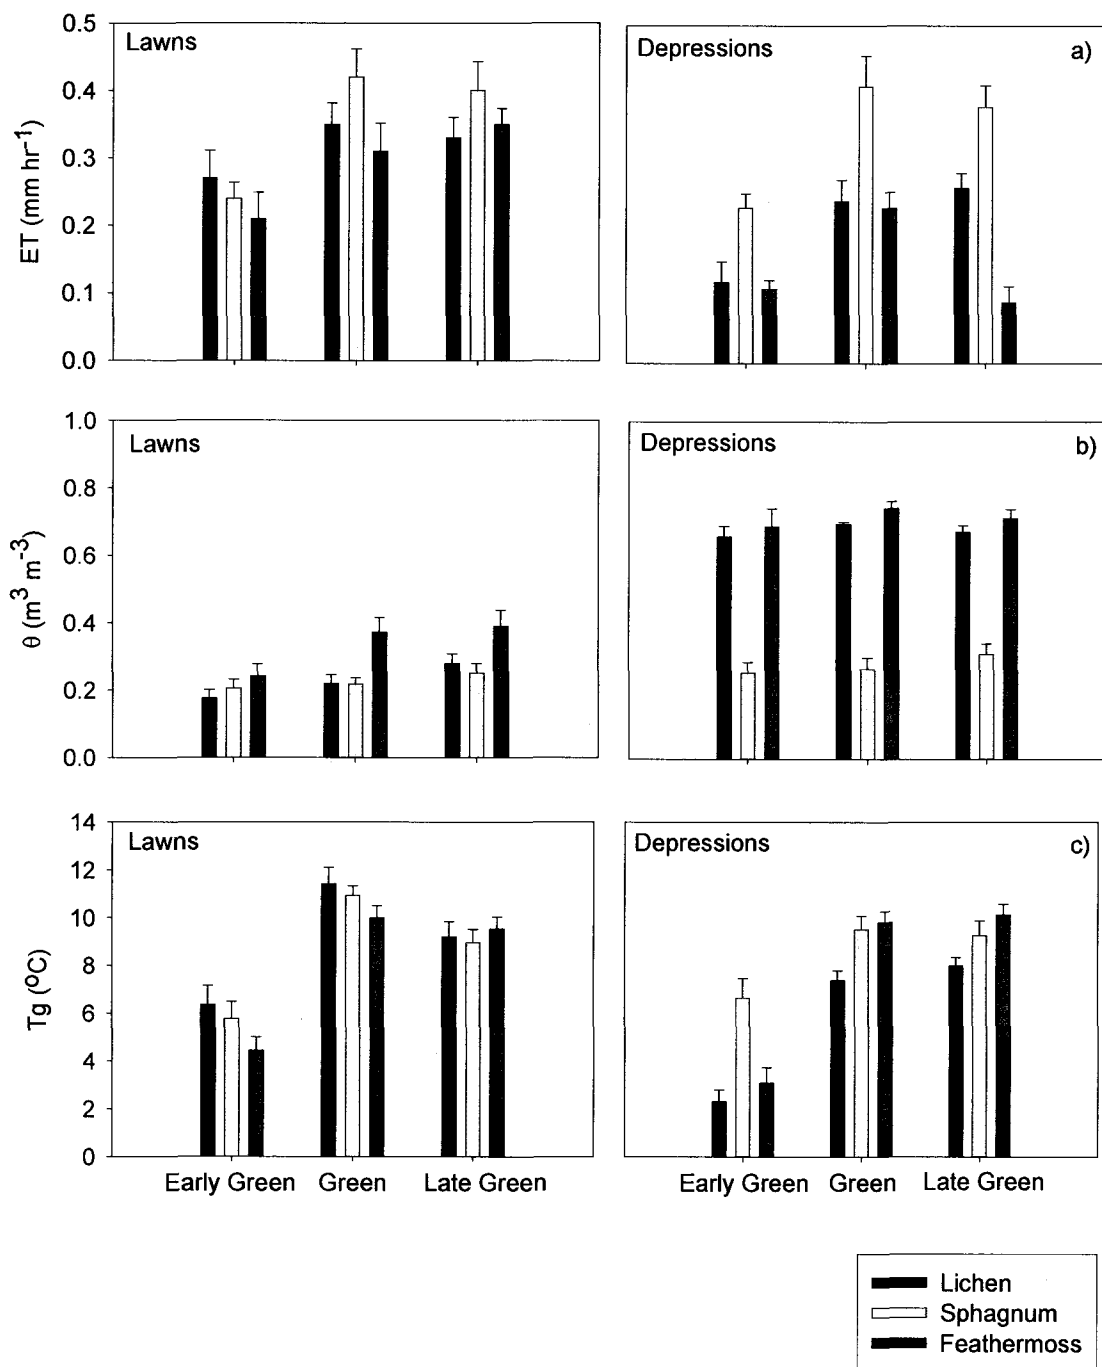 Lawns
Depressions
a)
ET (mm hr⁻¹)
0.5
0.4
0.3
0.2
0.1
0.0
Lawns
Depressions
b)
θ (m³ m⁻³)
1.0
0.8
0.6
0.4
0.2
0.0
Lawns
Depressions
c)
Tg (°C)
14
12
10
8
6
4
2
0
Early Green Green Late Green
Early Green Green Late Green
Lichen
Sphagnum
Feathermoss